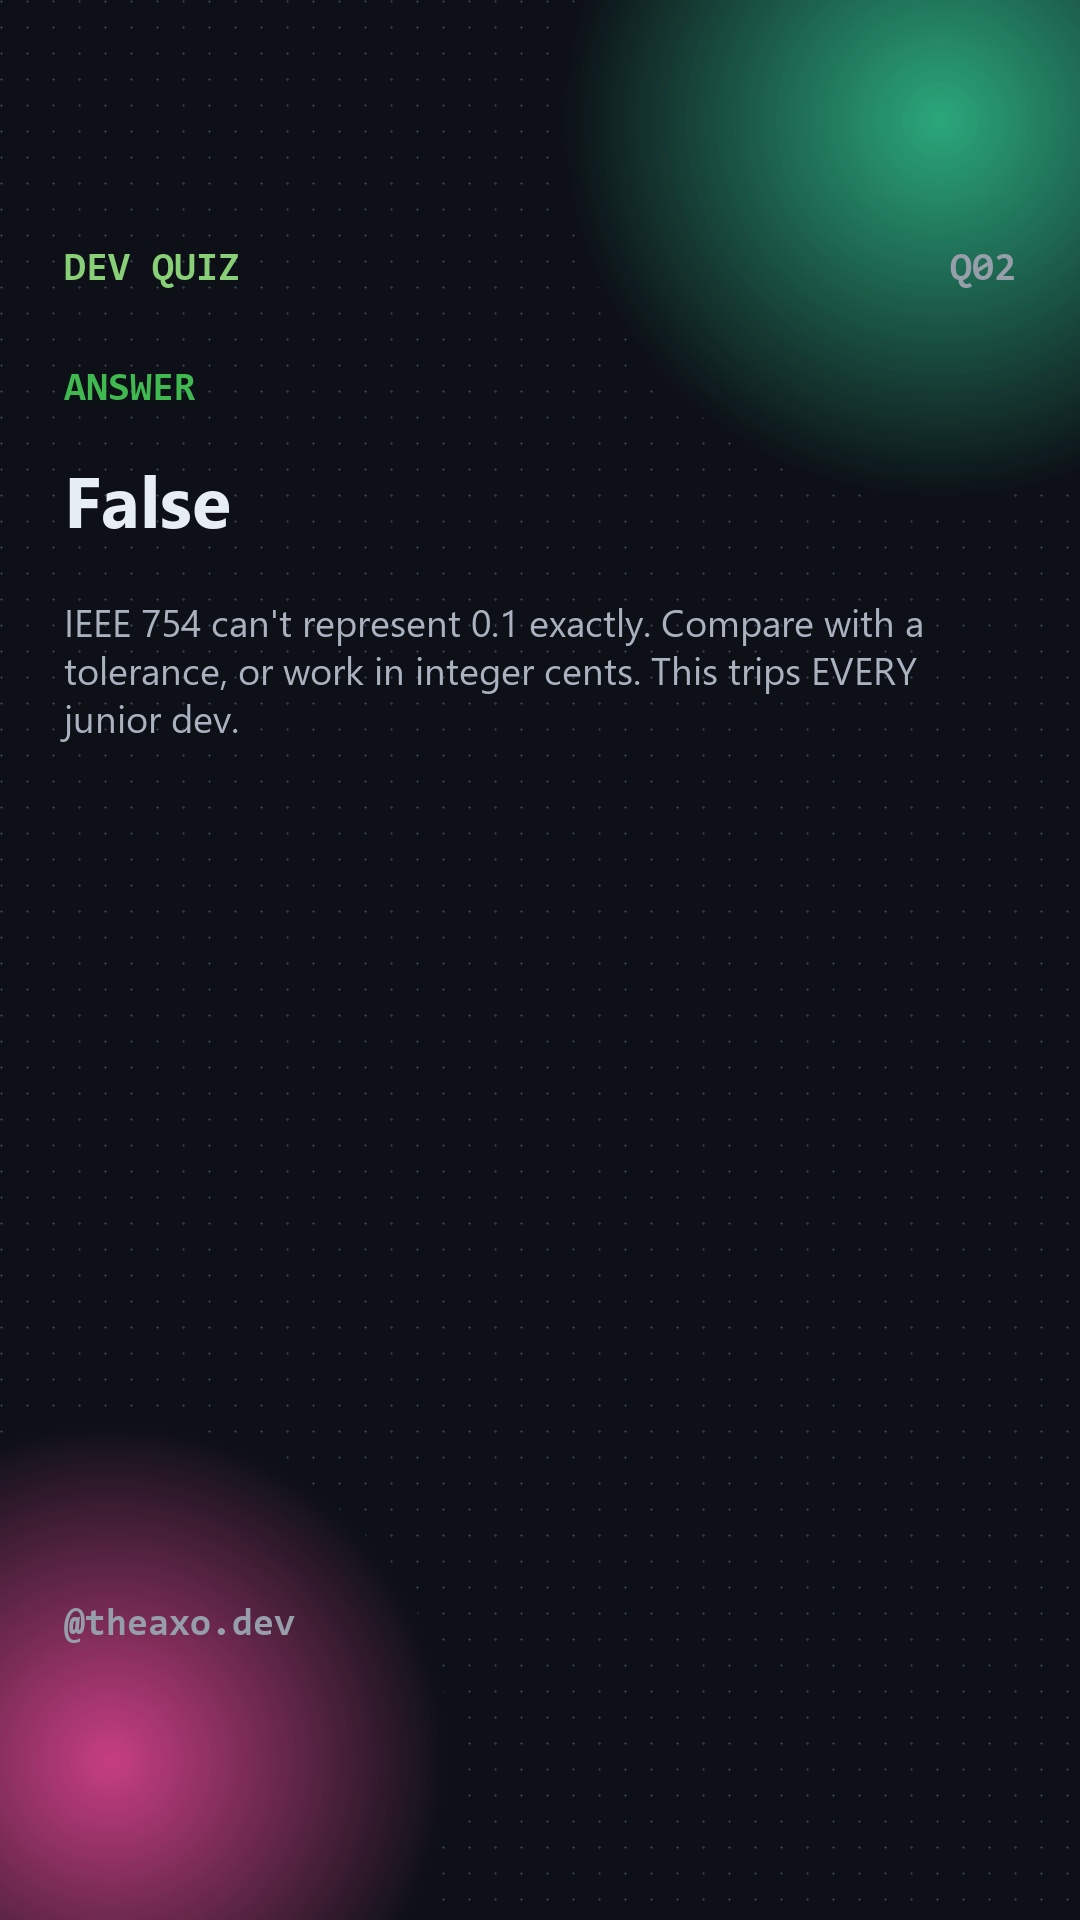 DEV QUIZ
Q02
ANSWER
False
IEEE 754 can't represent 0.1 exactly. Compare with a
tolerance, or work in integer cents. This trips EVERY
junior dev.
@theaxo.dev